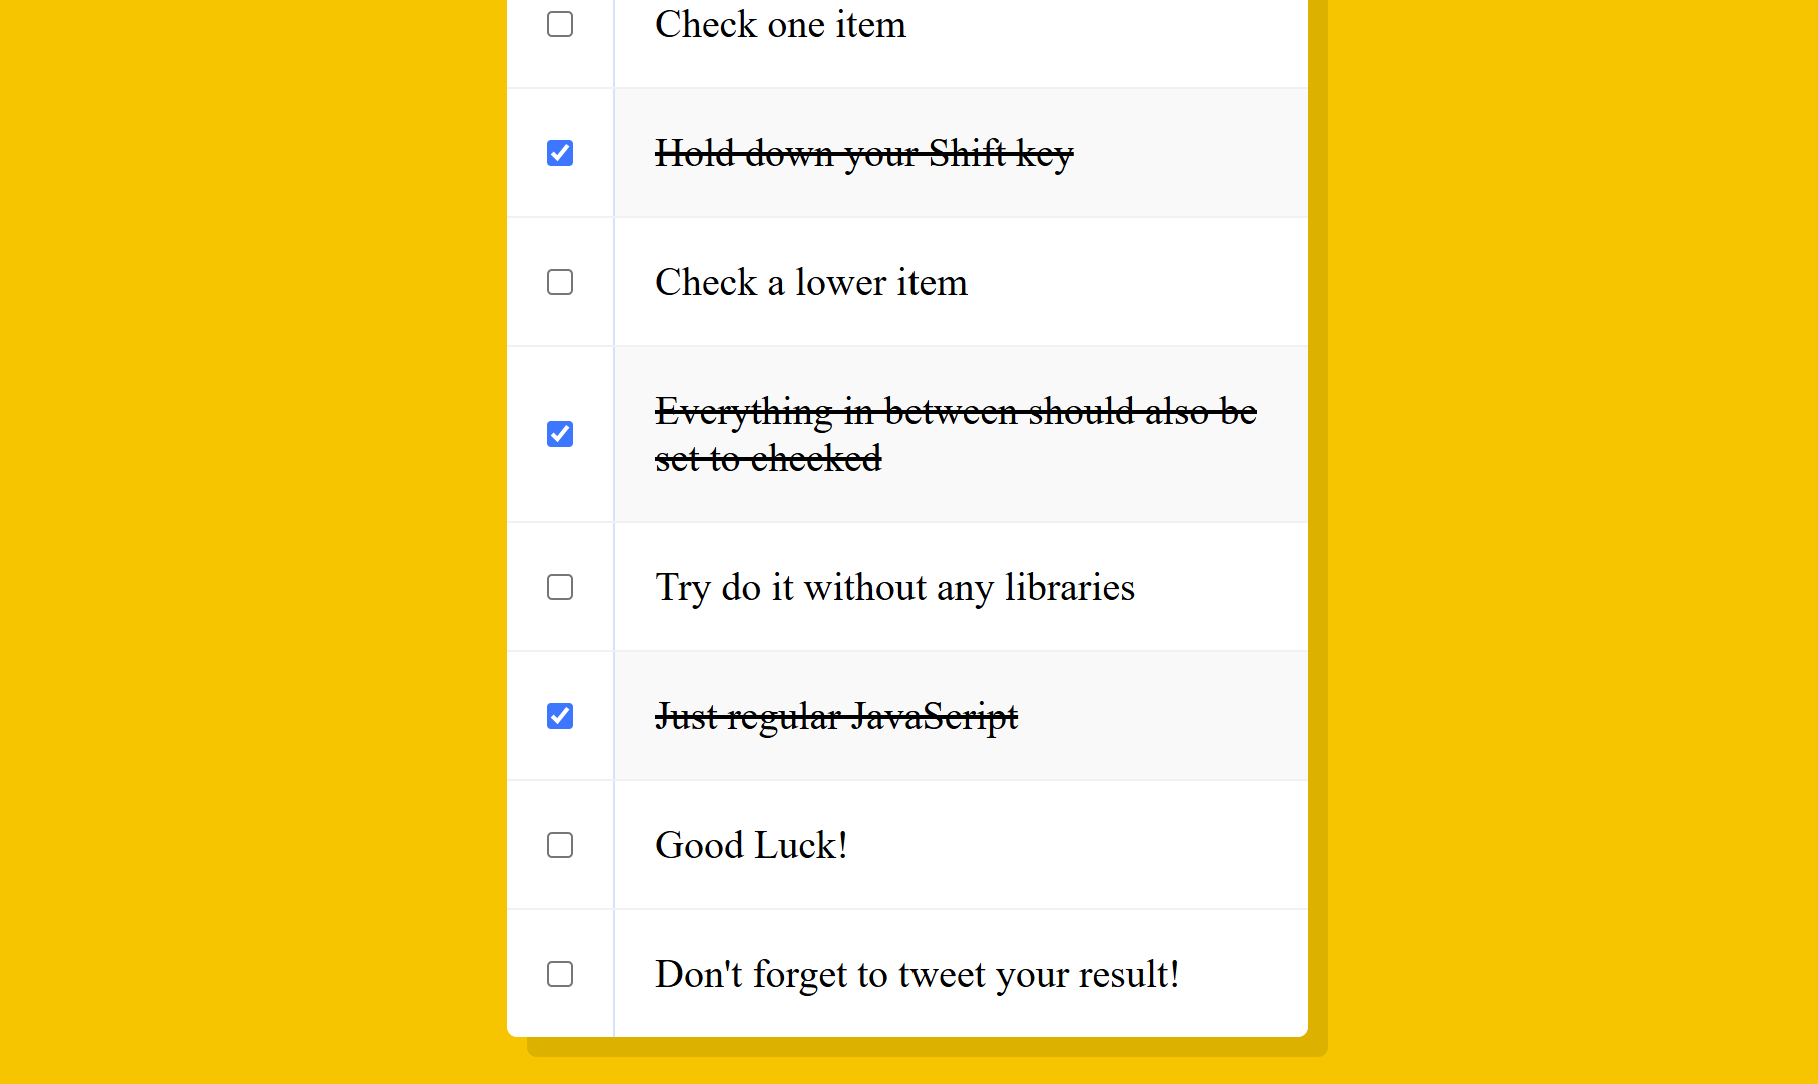 Check one item
Hold down your Shift key
Check a lower item
Everything in between should also be
set to checked
Try do it without any libraries
Just regular JavaScript
Good Luck!
Don't forget to tweet your result!